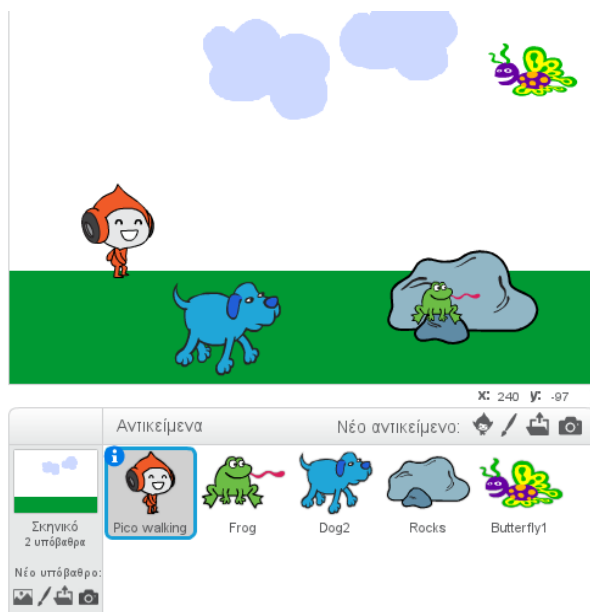 x: 240 y: -97
Αντικείμενα
Νέο αντικείμενο:
Σκηνικό
2 υπόβαθρα
Νέο υπόβαθρο:
i
Pico walking
Frog
Dog2
Rocks
Butterfly1